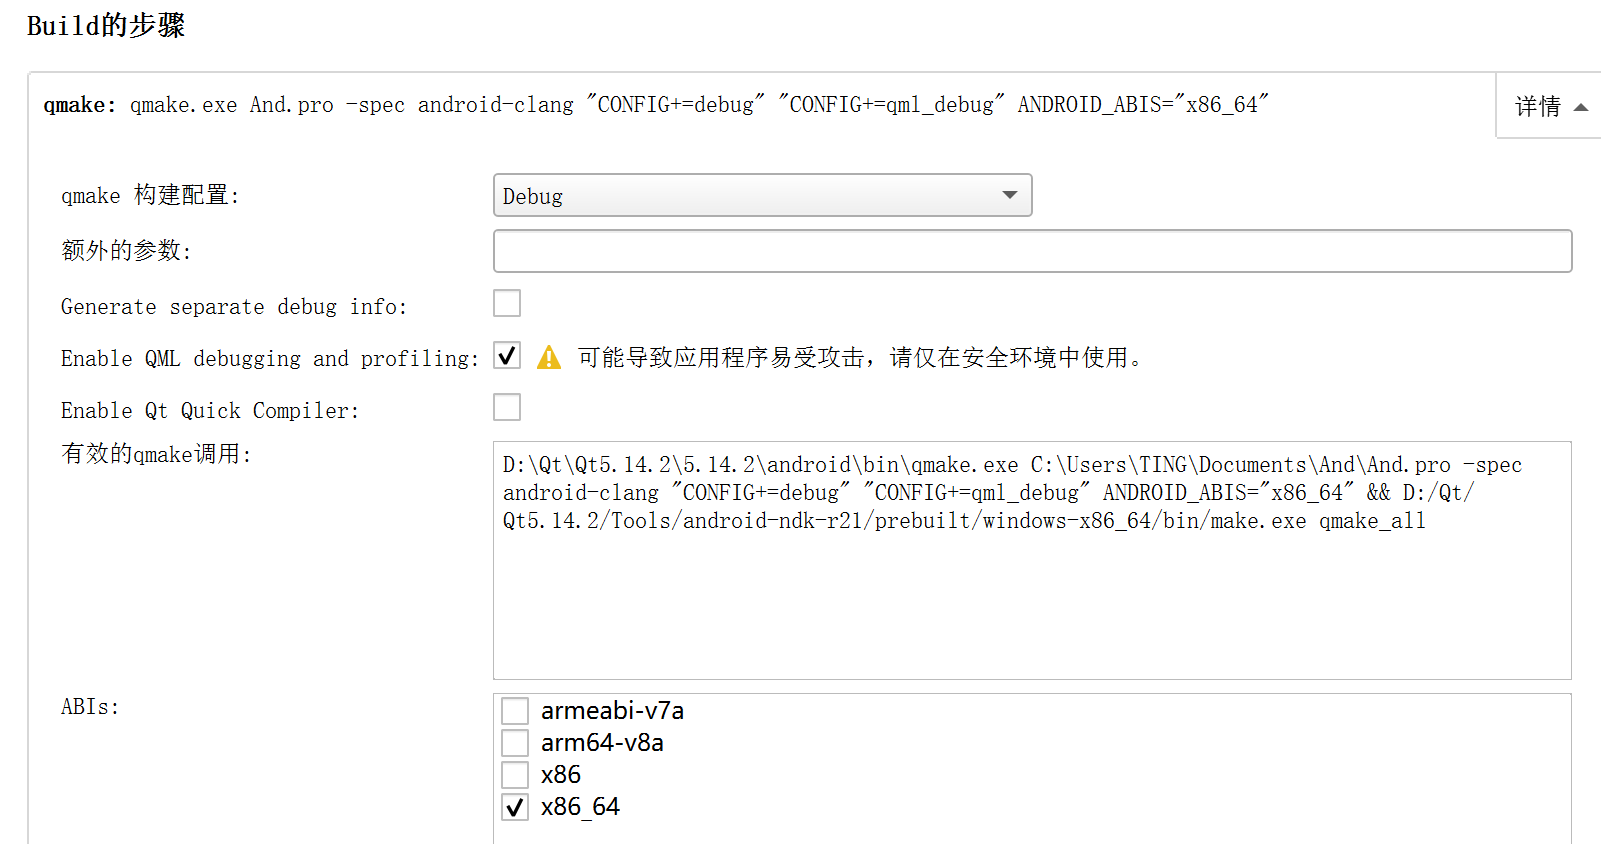 Build的步骤
qmake: qmake.exe And.pro -spec android-clang "CONFIG+=debug" "CONFIG+=qml_debug" ANDROID_ABIS="x86_64"
详情
qmake 构建配置:
Debug
额外的参数:
Generate separate debug info:
Enable QML debugging and profiling:
可能导致应用程序易受攻击，请仅在安全环境中使用。
Enable Qt Quick Compiler:
有效的qmake调用:
D:\Qt\Qt5.14.2\5.14.2\android\bin\qmake.exe C:\Users\TING\Documents\And\And.pro -spec
android-clang "CONFIG+=debug" "CONFIG+=qml_debug" ANDROID_ABIS="x86_64" && D:/Qt/
Qt5.14.2/Tools/android-ndk-r21/prebuilt/windows-x86_64/bin/make.exe qmake_all
ABIs:
armeabi-v7a
arm64-v8a
x86
x86_64